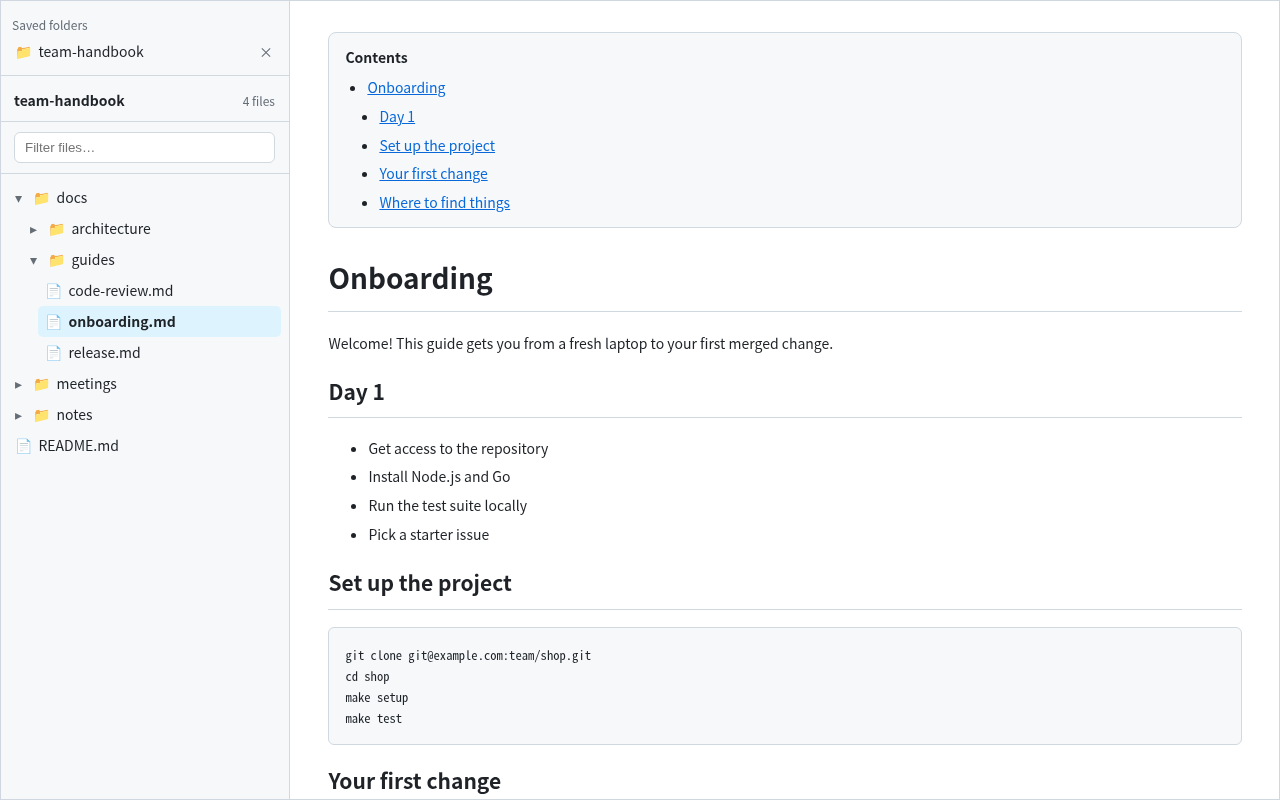 Saved folders
team-handbook
team-handbook 4 files
Filter files…
docs
architecture
guides
code-review.md
onboarding.md
release.md
meetings
notes
README.md
Contents
Onboarding
Day 1
Set up the project
Your first change
Where to find things
Onboarding
Welcome! This guide gets you from a fresh laptop to your first merged change.
Day 1
Get access to the repository
Install Node.js and Go
Run the test suite locally
Pick a starter issue
Set up the project
git clone git@example.com:team/shop.git
cd shop
make setup
make test
Your first change